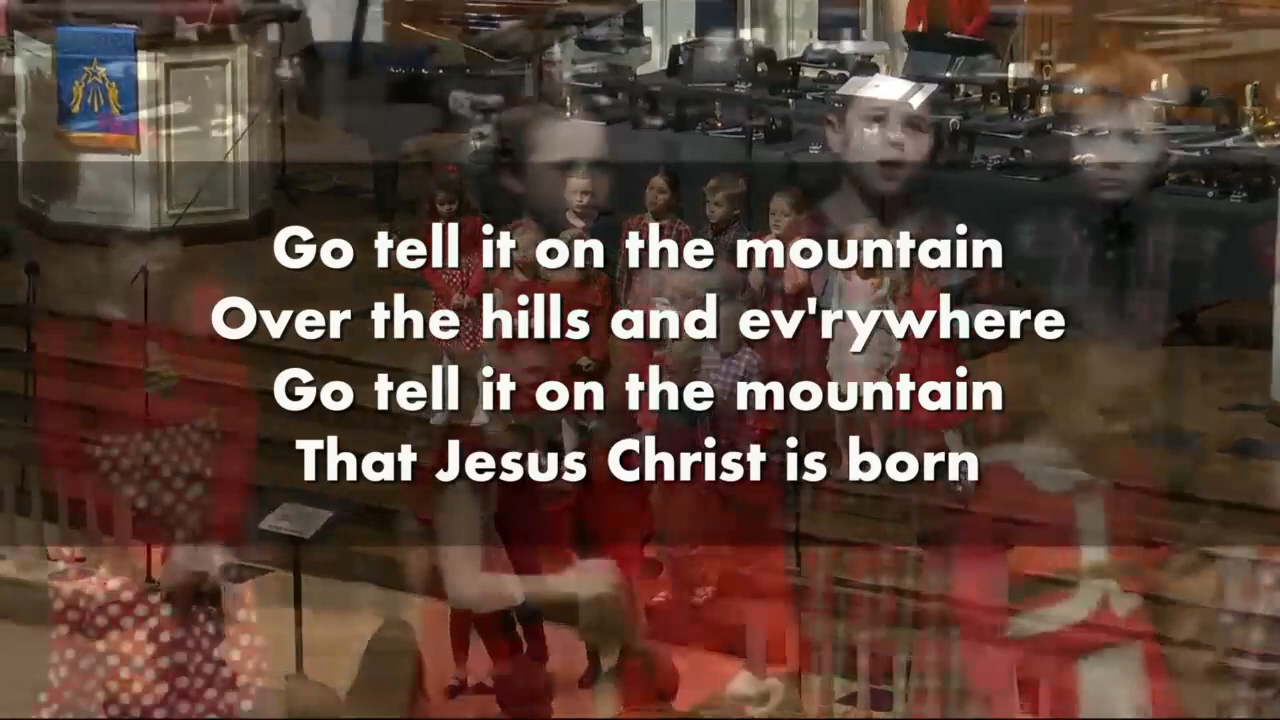 Go tell it on the mountain
Over the hills and ev'rywhere
Go tell it on the mountain
That Jesus Christ is born